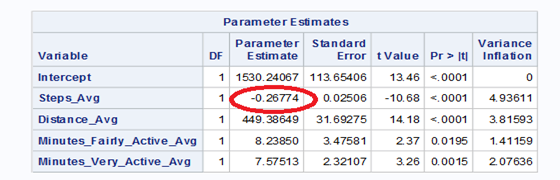 Parameter Estimates
Variable DF Parameter Estimate Standard Error t Value Pr > |t| Variance Inflation
Intercept 1 1530.24067 113.65406 13.46 <.0001 0
Steps_Avg 1 -0.26774 0.02506 -10.68 <.0001 4.93611
Distance_Avg 1 449.38649 31.69275 14.18 <.0001 3.81593
Minutes_Fairly_Active_Avg 1 8.23850 3.47581 2.37 0.0195 1.41159
Minutes_Very_Active_Avg 1 7.57513 2.32107 3.26 0.0015 2.07636